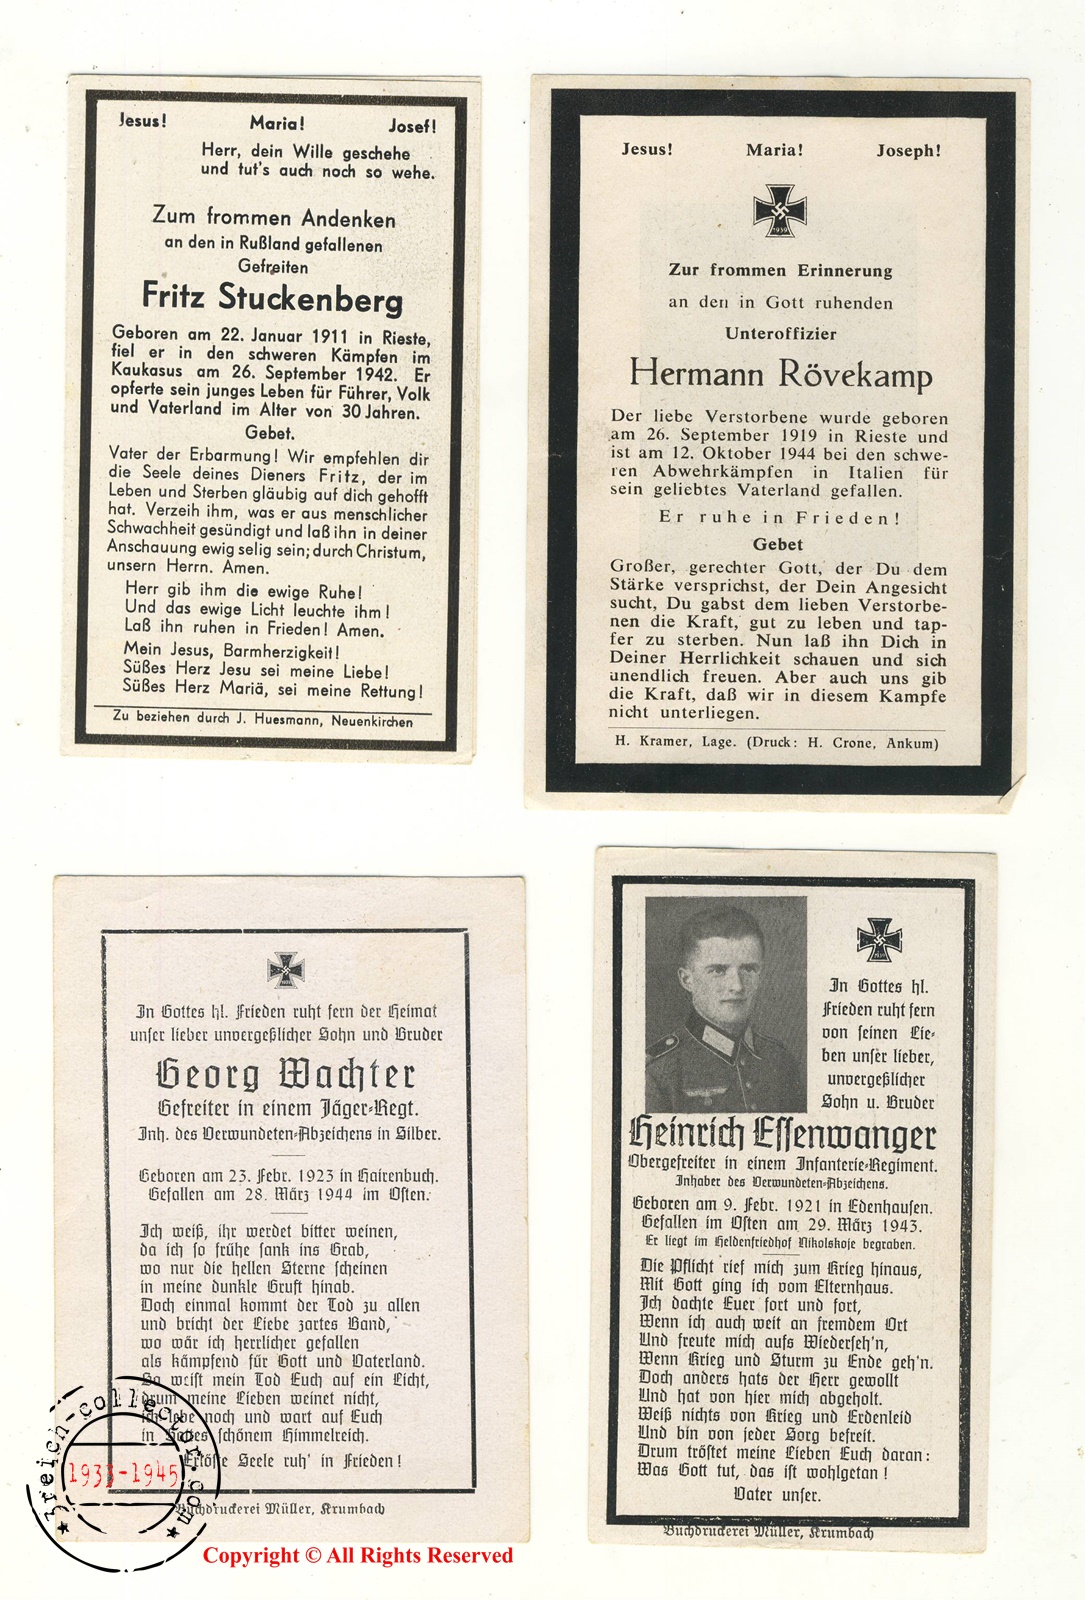 Jesus! Maria! Josef!
Herr, dein Wille geschehe
und tut's auch noch so wehe.
Zum frommen Andenken
an den in Rußland gefallenen
Gefreiten
Fritz Stuckenberg
Geboren am 22. Januar 1911 in Rieste,
fiel er in den schweren Kämpfen im
Kaukasus am 26. September 1942. Er
opferte sein junges Leben für Führer, Volk
und Vaterland im Alter von 30 Jahren.
Gebet.
Vater der Erbarmung! Wir empfehlen dir
die Seele deines Dieners Fritz, der im
Leben und Sterben gläubig auf dich gehofft
hat. Verzeih ihm, was er aus menschlicher
Schwachheit gesündigt und laß ihn in deiner
Anschauung ewig selig sein; durch Christum,
unsern Herrn. Amen.
Herr gib ihm die ewige Ruhe!
Und das ewige Licht leuchte ihm!
Laß ihn ruhen in Frieden! Amen.
Mein Jesus, Barmherzigkeit!
Süßes Herz Jesu sei meine Liebe!
Süßes Herz Mariä, sei meine Rettung!
Zu beziehen durch J. Huesmann, Neuenkirchen
Jesus! Maria! Joseph!
1939
Zur frommen Erinnerung
an den in Gott ruhenden
Unteroffizier
Hermann Rövekamp
Der liebe Verstorbene wurde geboren
am 26. September 1919 in Rieste und
ist am 12. Oktober 1944 bei den schwe-
ren Abwehrkämpfen in Italien für
sein geliebtes Vaterland gefallen.
Er ruhe in Frieden!
Gebet
Großer, gerechter Gott, der Du dem
Stärke versprichst, der Dein Angesicht
sucht, Du gabst dem lieben Verstorbe-
nen die Kraft, gut zu leben und tap-
fer zu sterben. Nun laß ihn Dich in
Deiner Herrlichkeit schauen und sich
unendlich freuen. Aber auch uns gib
die Kraft, daß wir in diesem Kampfe
nicht unterliegen.
H. Kramer, Lage. (Druck: H. Crone, Ankum)
1939
In Gottes hl. Frieden ruht fern der Heimat
unser lieber unvergeßlicher Sohn und Bruder
Georg Wachter
Gefreiter in einem Jäger-Regt.
Inh. des Verwundeten-Abzeichens in Silber.
Geboren am 23. Febr. 1923 in Hairenbuch.
Gefallen am 28. März 1944 im Osten.
Ich weiß, ihr werdet bitter weinen,
da ich so frühe sank ins Grab,
wo nur die hellen Sterne scheinen
in meine dunkle Gruft hinab.
Doch einmal kommt der Tod zu allen
und bricht der Liebe zartes Band,
wo wär ich herrlicher gefallen
als kämpfend für Gott und Vaterland.
So weist mein Tod Euch auf ein Licht,
drum meine Lieben weinet nicht,
ich lebe noch und wart auf Euch
in Gottes schönem Himmelreich.
Erlöste Seele ruh' in Frieden!
Buchdruckerei Müller, Krumbach
1939
In Gottes hl.
Frieden ruht fern
von seinen Lie-
ben unser lieber,
unvergeßlicher
Sohn u. Bruder
Heinrich Essenwanger
Obergefreiter in einem Infanterie-Regiment.
Inhaber des Verwundeten-Abzeichens.
Geboren am 9. Febr. 1921 in Edenhausen.
Gefallen im Osten am 29. März 1943.
Er liegt im Heldenfriedhof Nikolskoje begraben.
Die Pflicht rief mich zum Krieg hinaus,
Mit Gott ging ich vom Elternhaus.
Ich dachte Euer fort und fort,
Wenn ich auch weit an fremdem Ort
Und freute mich aufs Wiederseh'n,
Wenn Krieg und Sturm zu Ende geh'n.
Doch anders hats der Herr gewollt
Und hat von hier mich abgeholt.
Weiß nichts von Krieg und Erdenleid
Und bin von jeder Sorg befreit.
Drum tröstet meine Lieben Euch daran:
Was Gott tut, das ist wohlgetan!
Vater unser.
Buchdruckerei Müller, Krumbach
3reich-collector.com
1933-1945
Copyright © All Rights Reserved